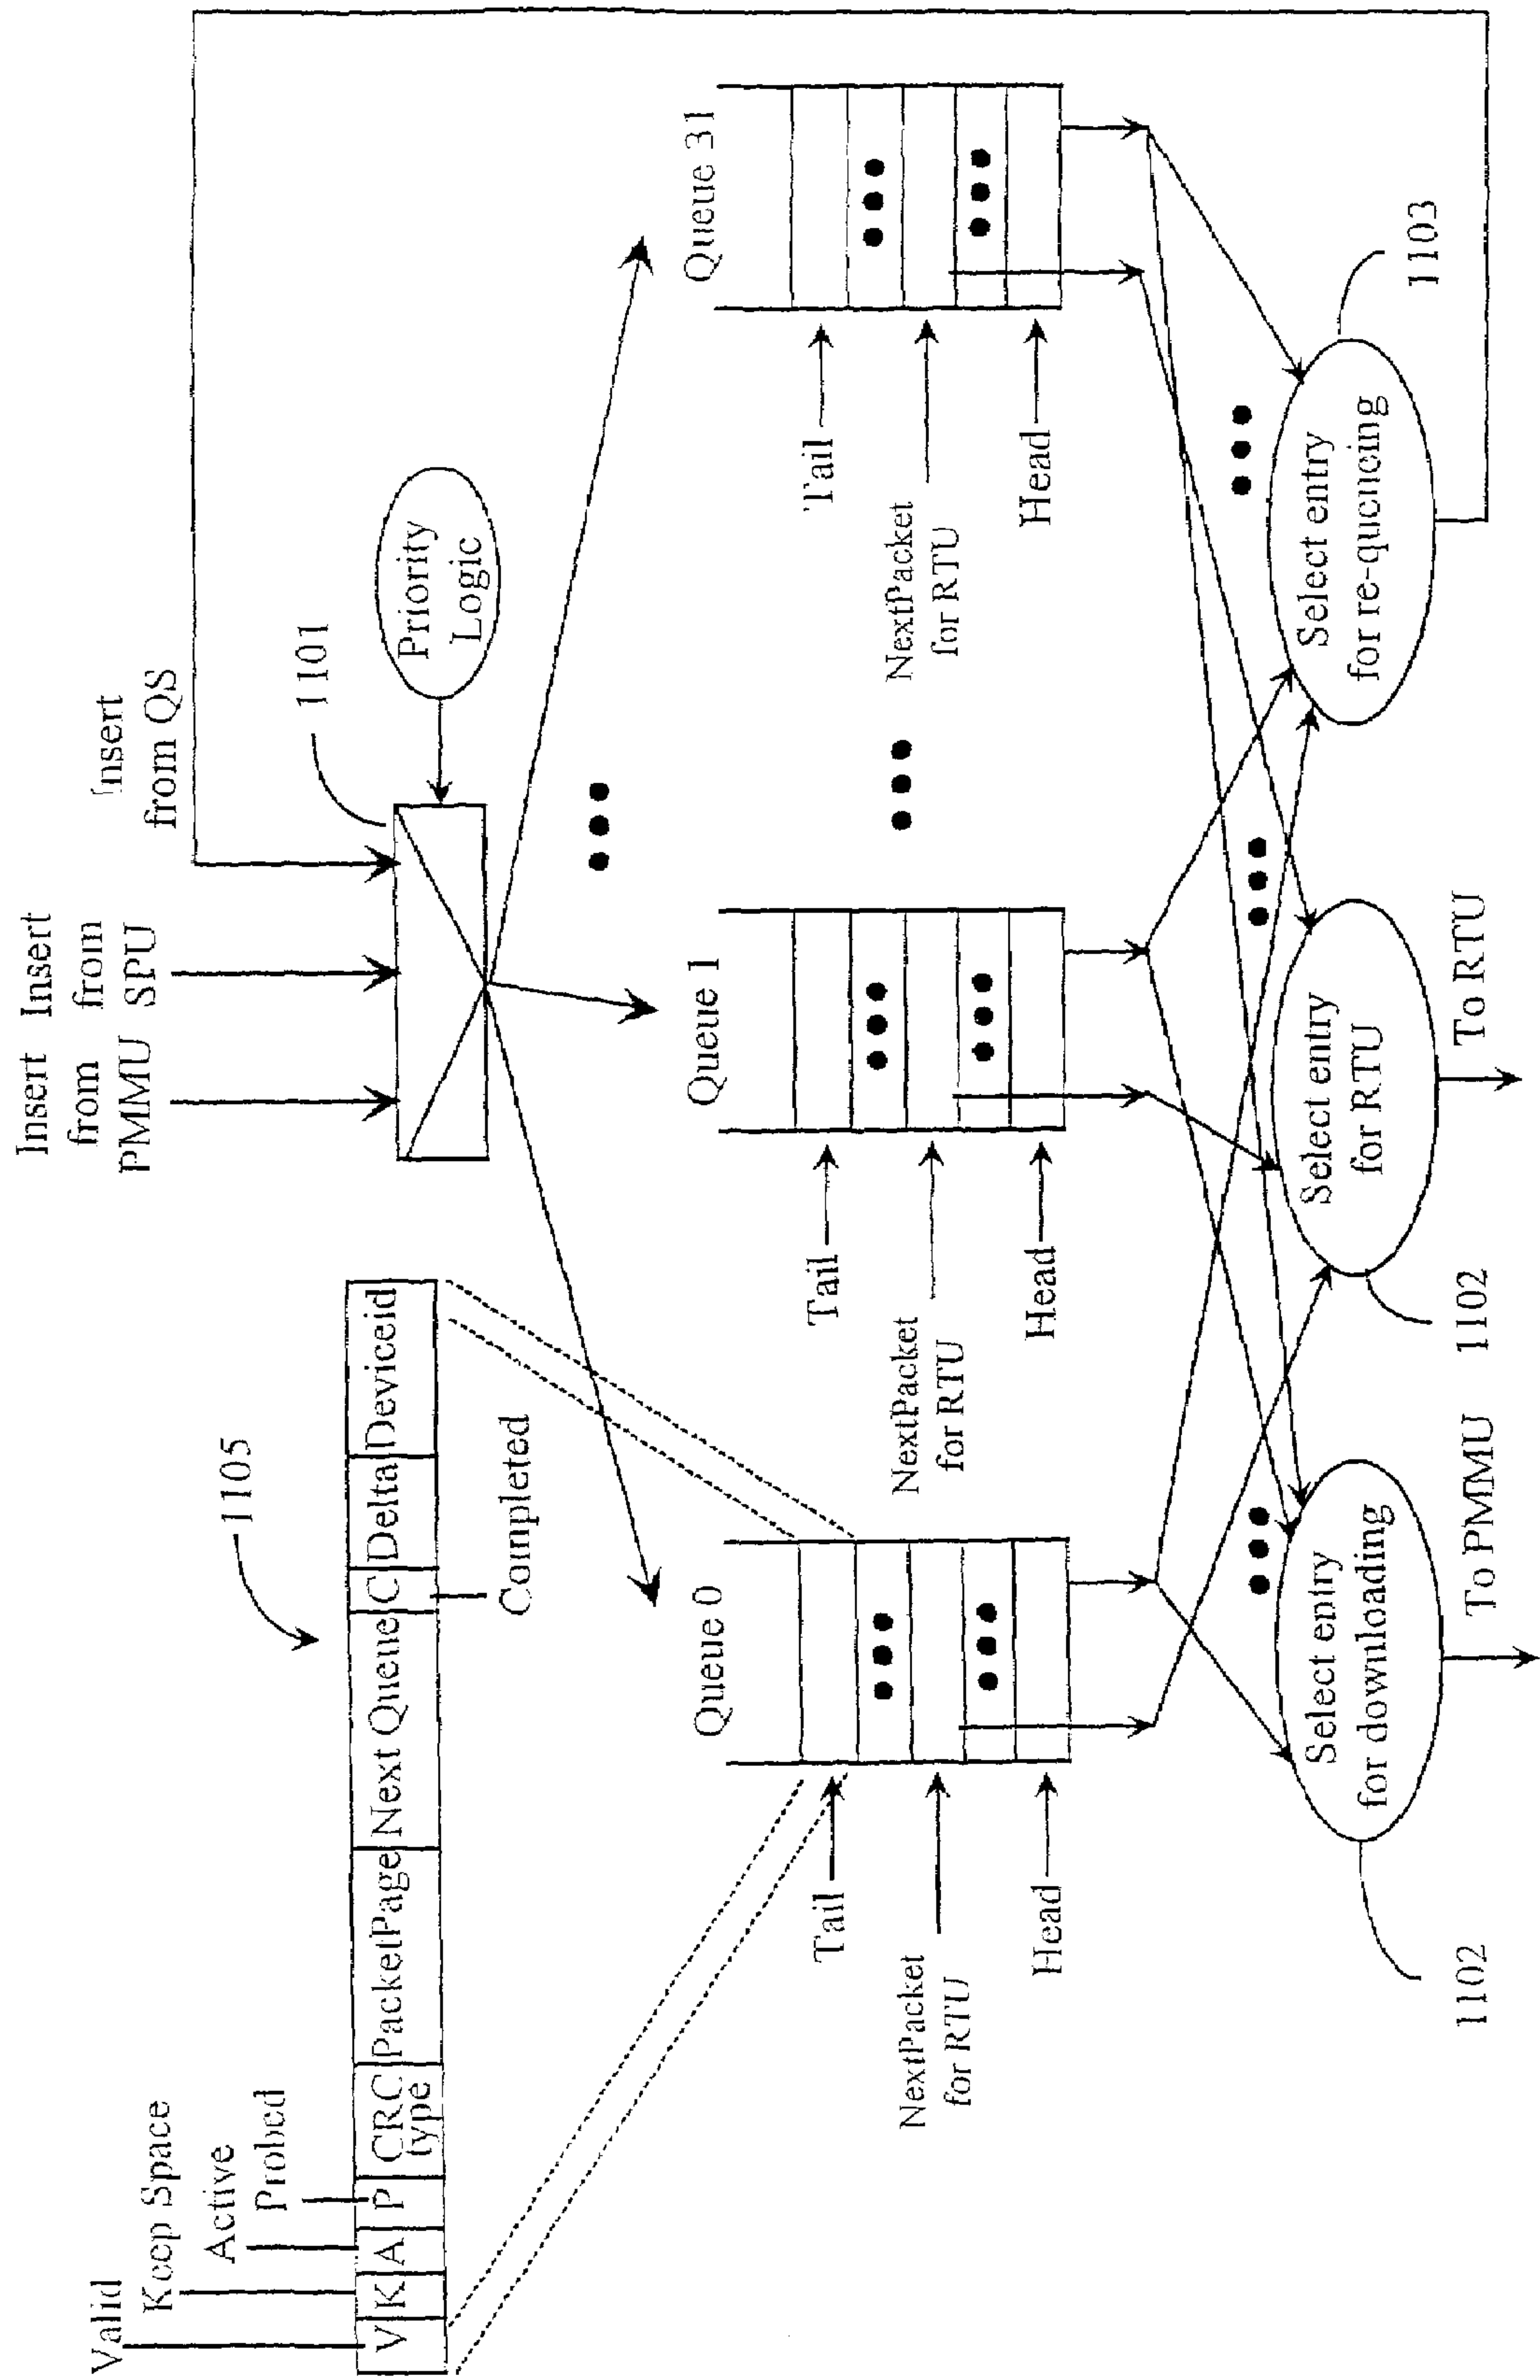 Valid
Keep Space
Active
Probed
V
K
A
P
CRC
type
PacketPage
Next Queue
C
Delta
Deviceid
Completed
1105
Insert
from
PMMU
Insert
from
SPU
Insert
from QS
1101
Priority
Logic
Queue 0
Tail
NextPacket
for RTU
Head
Queue 1
Tail
NextPacket
for RTU
Head
Queue 31
Tail
NextPacket
for RTU
Head
Select entry
for downloading
1102
To PMMU
Select entry
for RTU
1102
To RTU
Select entry
for re-quencing
1103